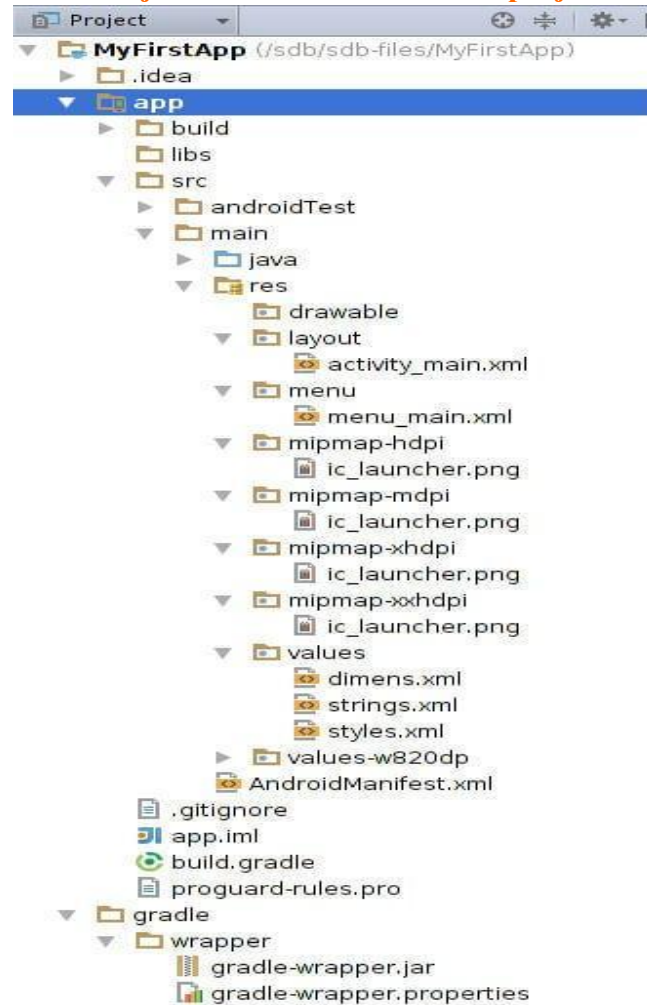 Project
MyFirstApp (/sdb/sdb-files/MyFirstApp)
.idea
app
build
libs
src
androidTest
main
java
res
drawable
layout
activity_main.xml
menu
menu_main.xml
mipmap-hdpi
ic_launcher.png
mipmap-mdpi
ic_launcher.png
mipmap-xhdpi
ic_launcher.png
mipmap-xxhdpi
ic_launcher.png
values
dimens.xml
strings.xml
styles.xml
values-w820dp
AndroidManifest.xml
.gitignore
app.iml
build.gradle
proguard-rules.pro
gradle
wrapper
gradle-wrapper.jar
gradle-wrapper.properties